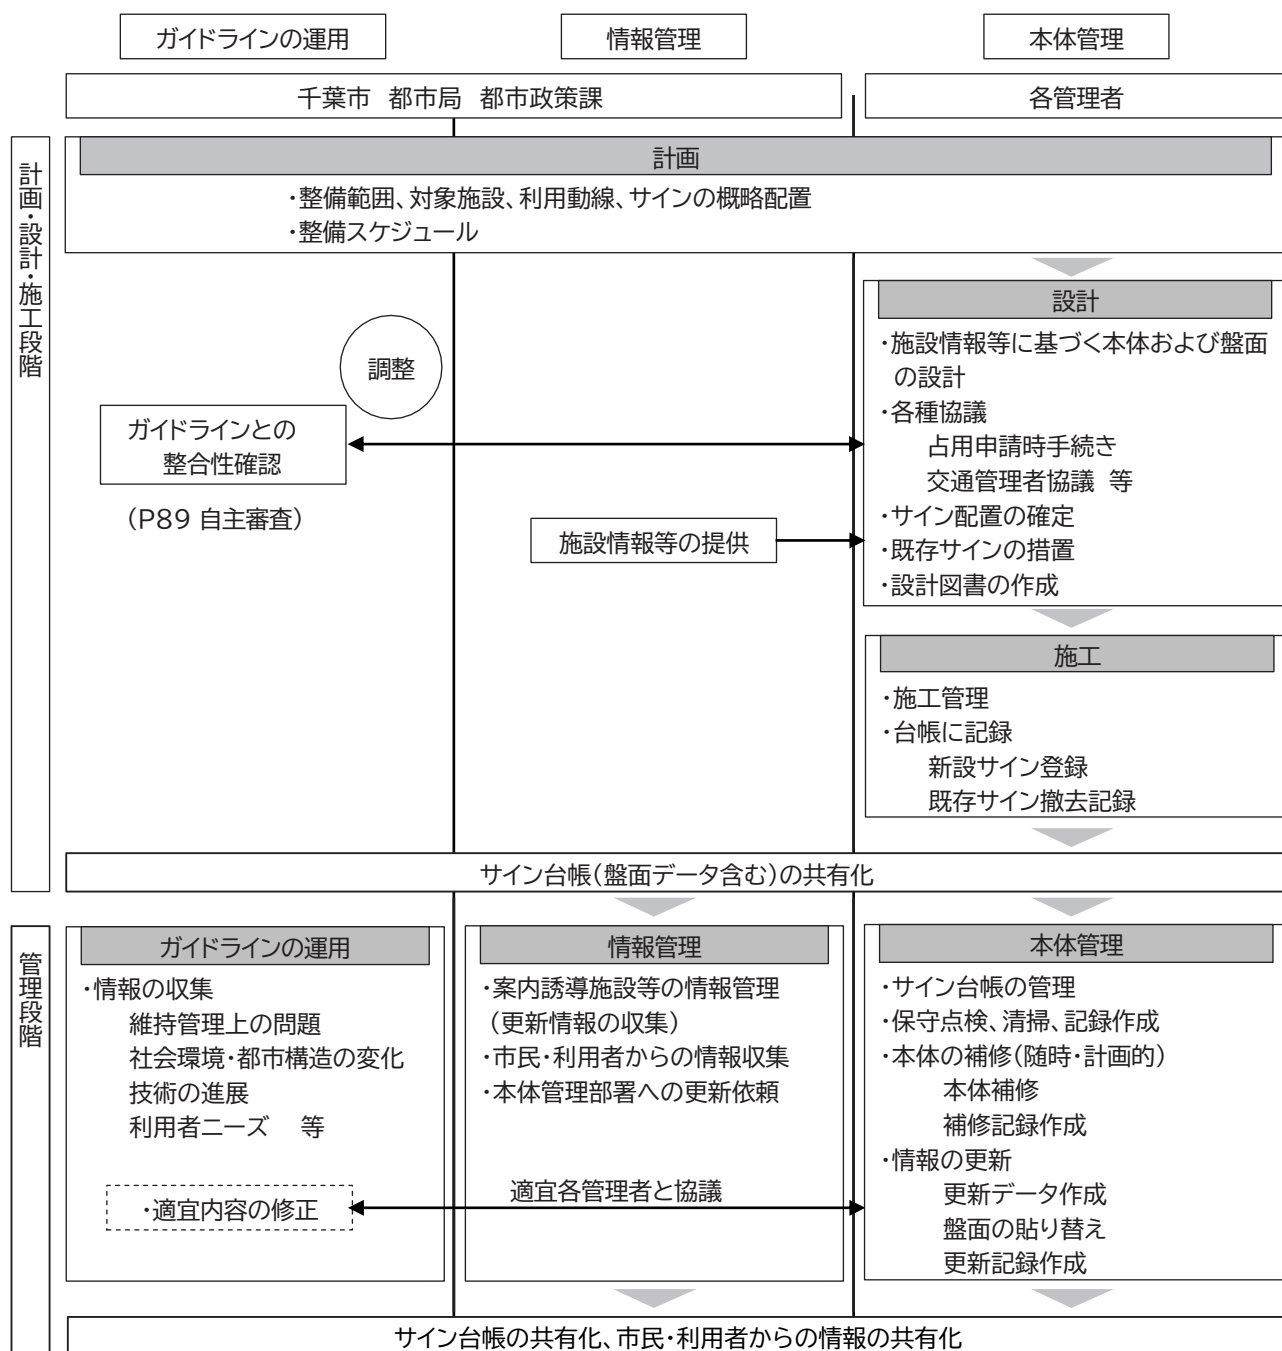 ガイドラインの運用
情報管理
本体管理
千葉市 都市局 都市政策課
各管理者
計画・設計・施工段階
計画
・整備範囲、対象施設、利用動線、サインの概略配置
・整備スケジュール
設計
・施設情報等に基づく本体および盤面
の設計
・各種協議
占用申請時手続き
交通管理者協議 等
・サイン配置の確定
・既存サインの措置
・設計図書の作成
調整
ガイドラインとの
整合性確認
(P89 自主審査)
施設情報等の提供
施工
・施工管理
・台帳に記録
新設サイン登録
既存サイン撤去記録
サイン台帳(盤面データ含む)の共有化
管理段階
ガイドラインの運用
・情報の収集
維持管理上の問題
社会環境・都市構造の変化
技術の進展
利用者ニーズ 等
・適宜内容の修正
情報管理
・案内誘導施設等の情報管理
(更新情報の収集)
・市民・利用者からの情報収集
・本体管理部署への更新依頼
適宜各管理者と協議
本体管理
・サイン台帳の管理
・保守点検、清掃、記録作成
・本体の補修(随時・計画的)
本体補修
補修記録作成
・情報の更新
更新データ作成
盤面の貼り替え
更新記録作成
サイン台帳の共有化、市民・利用者からの情報の共有化